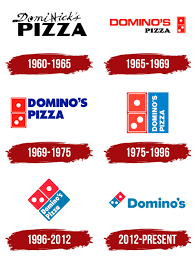 DomiNick's
PIZZA
1960-1965
DOMINO'S
PIZZA
1965-1969
DOMINO'S
PIZZA
1969-1975
DOMINO'S
PIZZA
1975-1996
Domino's
Pizza
1996-2012
Domino's
2012-PRESENT